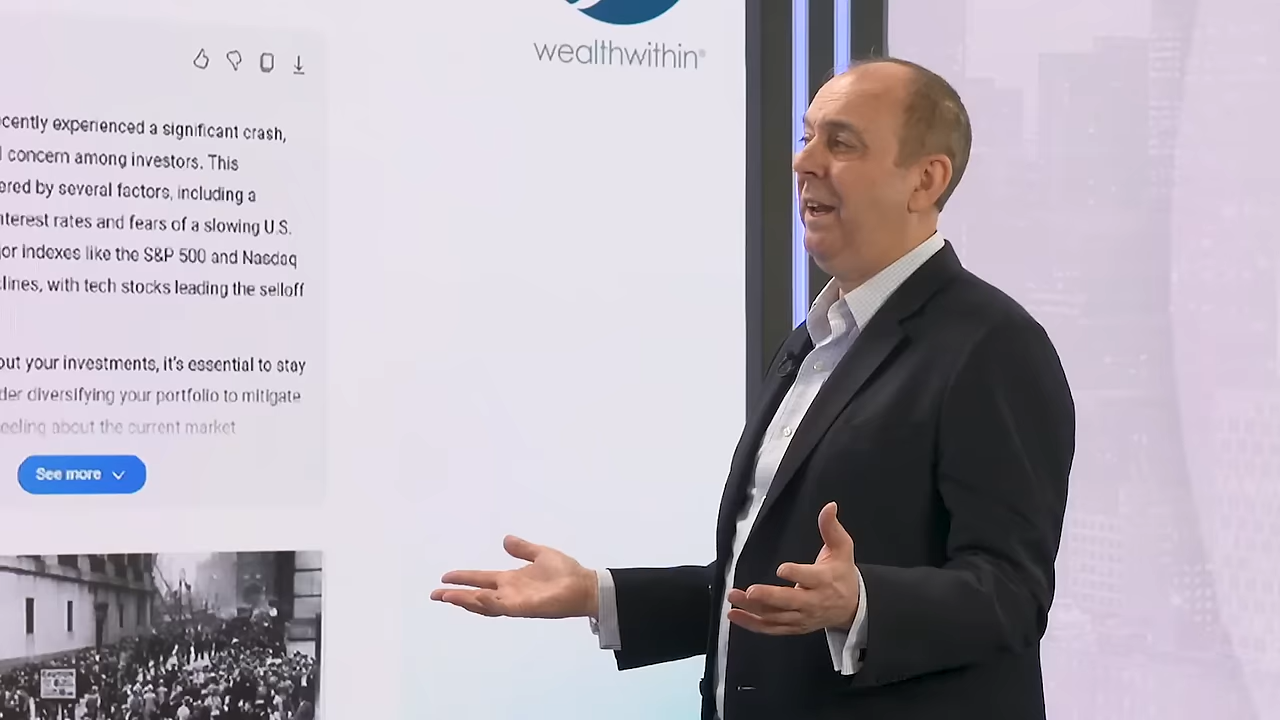 wealthwithin®
cently experienced a significant crash,
concern among investors. This
ered by several factors, including a
nterest rates and fears of a slowing U.S.
jor indexes like the S&P 500 and Nasdaq
lines, with tech stocks leading the selloff
out your investments, it's essential to stay
der diversifying your portfolio to mitigate
eeling about the current market
See more